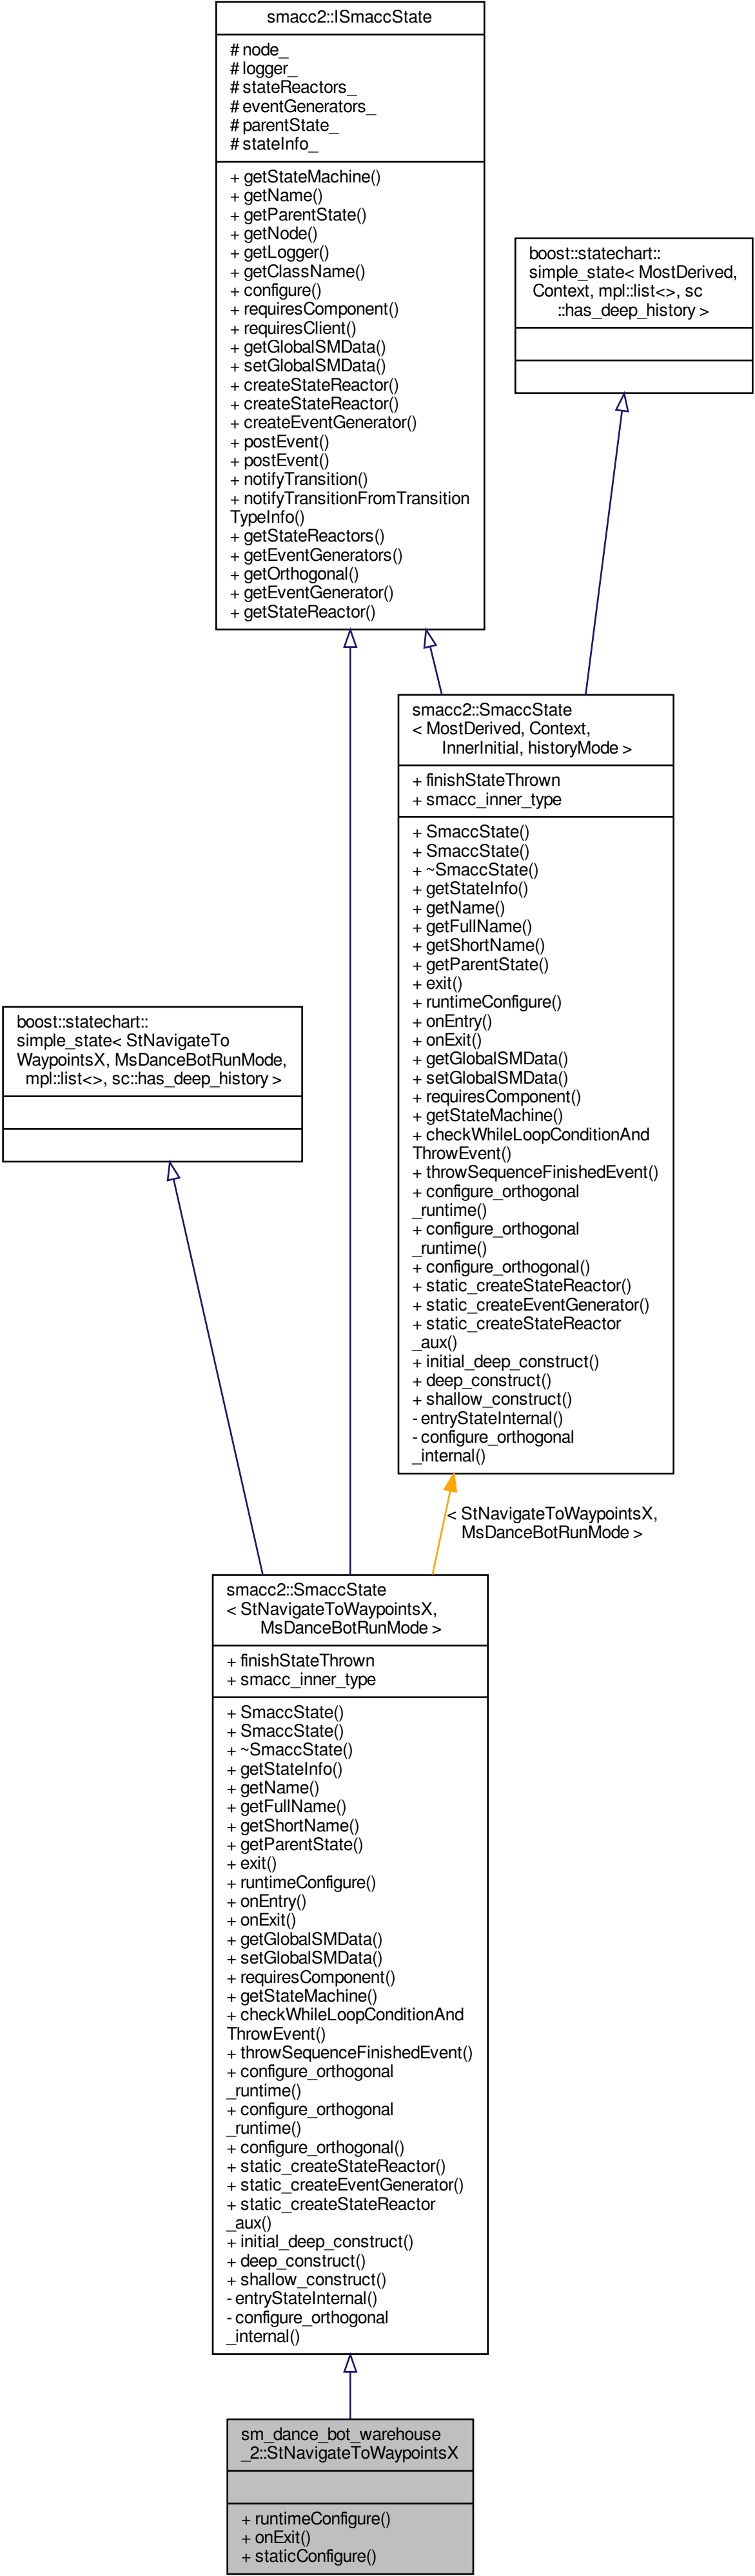 smacc2::ISmaccState
# node_
# logger_
# stateReactors_
# eventGenerators_
# parentState_
# stateInfo_
+ getStateMachine()
+ getName()
+ getParentState()
+ getNode()
+ getLogger()
+ getClassName()
+ configure()
+ requiresComponent()
+ requiresClient()
+ getGlobalSMData()
+ setGlobalSMData()
+ createStateReactor()
+ createStateReactor()
+ createEventGenerator()
+ postEvent()
+ postEvent()
+ notifyTransition()
+ notifyTransitionFromTransition
TypeInfo()
+ getStateReactors()
+ getEventGenerators()
+ getOrthogonal()
+ getEventGenerator()
+ getStateReactor()
boost::statechart::
simple_state< MostDerived,
Context, mpl::list<>, sc
::has_deep_history >
smacc2::SmaccState
< MostDerived, Context,
InnerInitial, historyMode >
+ finishStateThrown
+ smacc_inner_type
+ SmaccState()
+ SmaccState()
+ ~SmaccState()
+ getStateInfo()
+ getName()
+ getFullName()
+ getShortName()
+ getParentState()
+ exit()
+ runtimeConfigure()
+ onEntry()
+ onExit()
+ getGlobalSMData()
+ setGlobalSMData()
+ requiresComponent()
+ getStateMachine()
+ checkWhileLoopConditionAnd
ThrowEvent()
+ throwSequenceFinishedEvent()
+ configure_orthogonal
_runtime()
+ configure_orthogonal
_runtime()
+ configure_orthogonal()
+ static_createStateReactor()
+ static_createEventGenerator()
+ static_createStateReactor
_aux()
+ initial_deep_construct()
+ deep_construct()
+ shallow_construct()
- entryStateInternal()
- configure_orthogonal
_internal()
boost::statechart::
simple_state< StNavigateTo
WaypointsX, MsDanceBotRunMode,
mpl::list<>, sc::has_deep_history >
< StNavigateToWaypointsX,
MsDanceBotRunMode >
smacc2::SmaccState
< StNavigateToWaypointsX,
MsDanceBotRunMode >
+ finishStateThrown
+ smacc_inner_type
+ SmaccState()
+ SmaccState()
+ ~SmaccState()
+ getStateInfo()
+ getName()
+ getFullName()
+ getShortName()
+ getParentState()
+ exit()
+ runtimeConfigure()
+ onEntry()
+ onExit()
+ getGlobalSMData()
+ setGlobalSMData()
+ requiresComponent()
+ getStateMachine()
+ checkWhileLoopConditionAnd
ThrowEvent()
+ throwSequenceFinishedEvent()
+ configure_orthogonal
_runtime()
+ configure_orthogonal
_runtime()
+ configure_orthogonal()
+ static_createStateReactor()
+ static_createEventGenerator()
+ static_createStateReactor
_aux()
+ initial_deep_construct()
+ deep_construct()
+ shallow_construct()
- entryStateInternal()
- configure_orthogonal
_internal()
sm_dance_bot_warehouse
_2::StNavigateToWaypointsX
+ runtimeConfigure()
+ onExit()
+ staticConfigure()